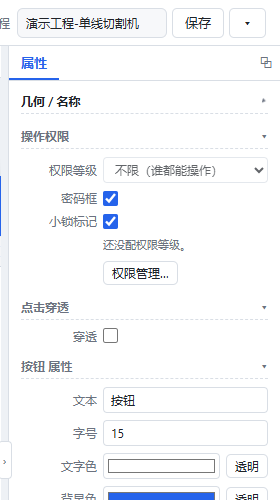 程 演示工程-单线切割机 保存
属性
几何 / 名称
操作权限
权限等级 不限（谁都能操作）
密码框
小锁标记
还没配权限等级。
权限管理...
点击穿透
穿透
按钮 属性
文本 按钮
字号 15
文字色 透明
背景色 透明